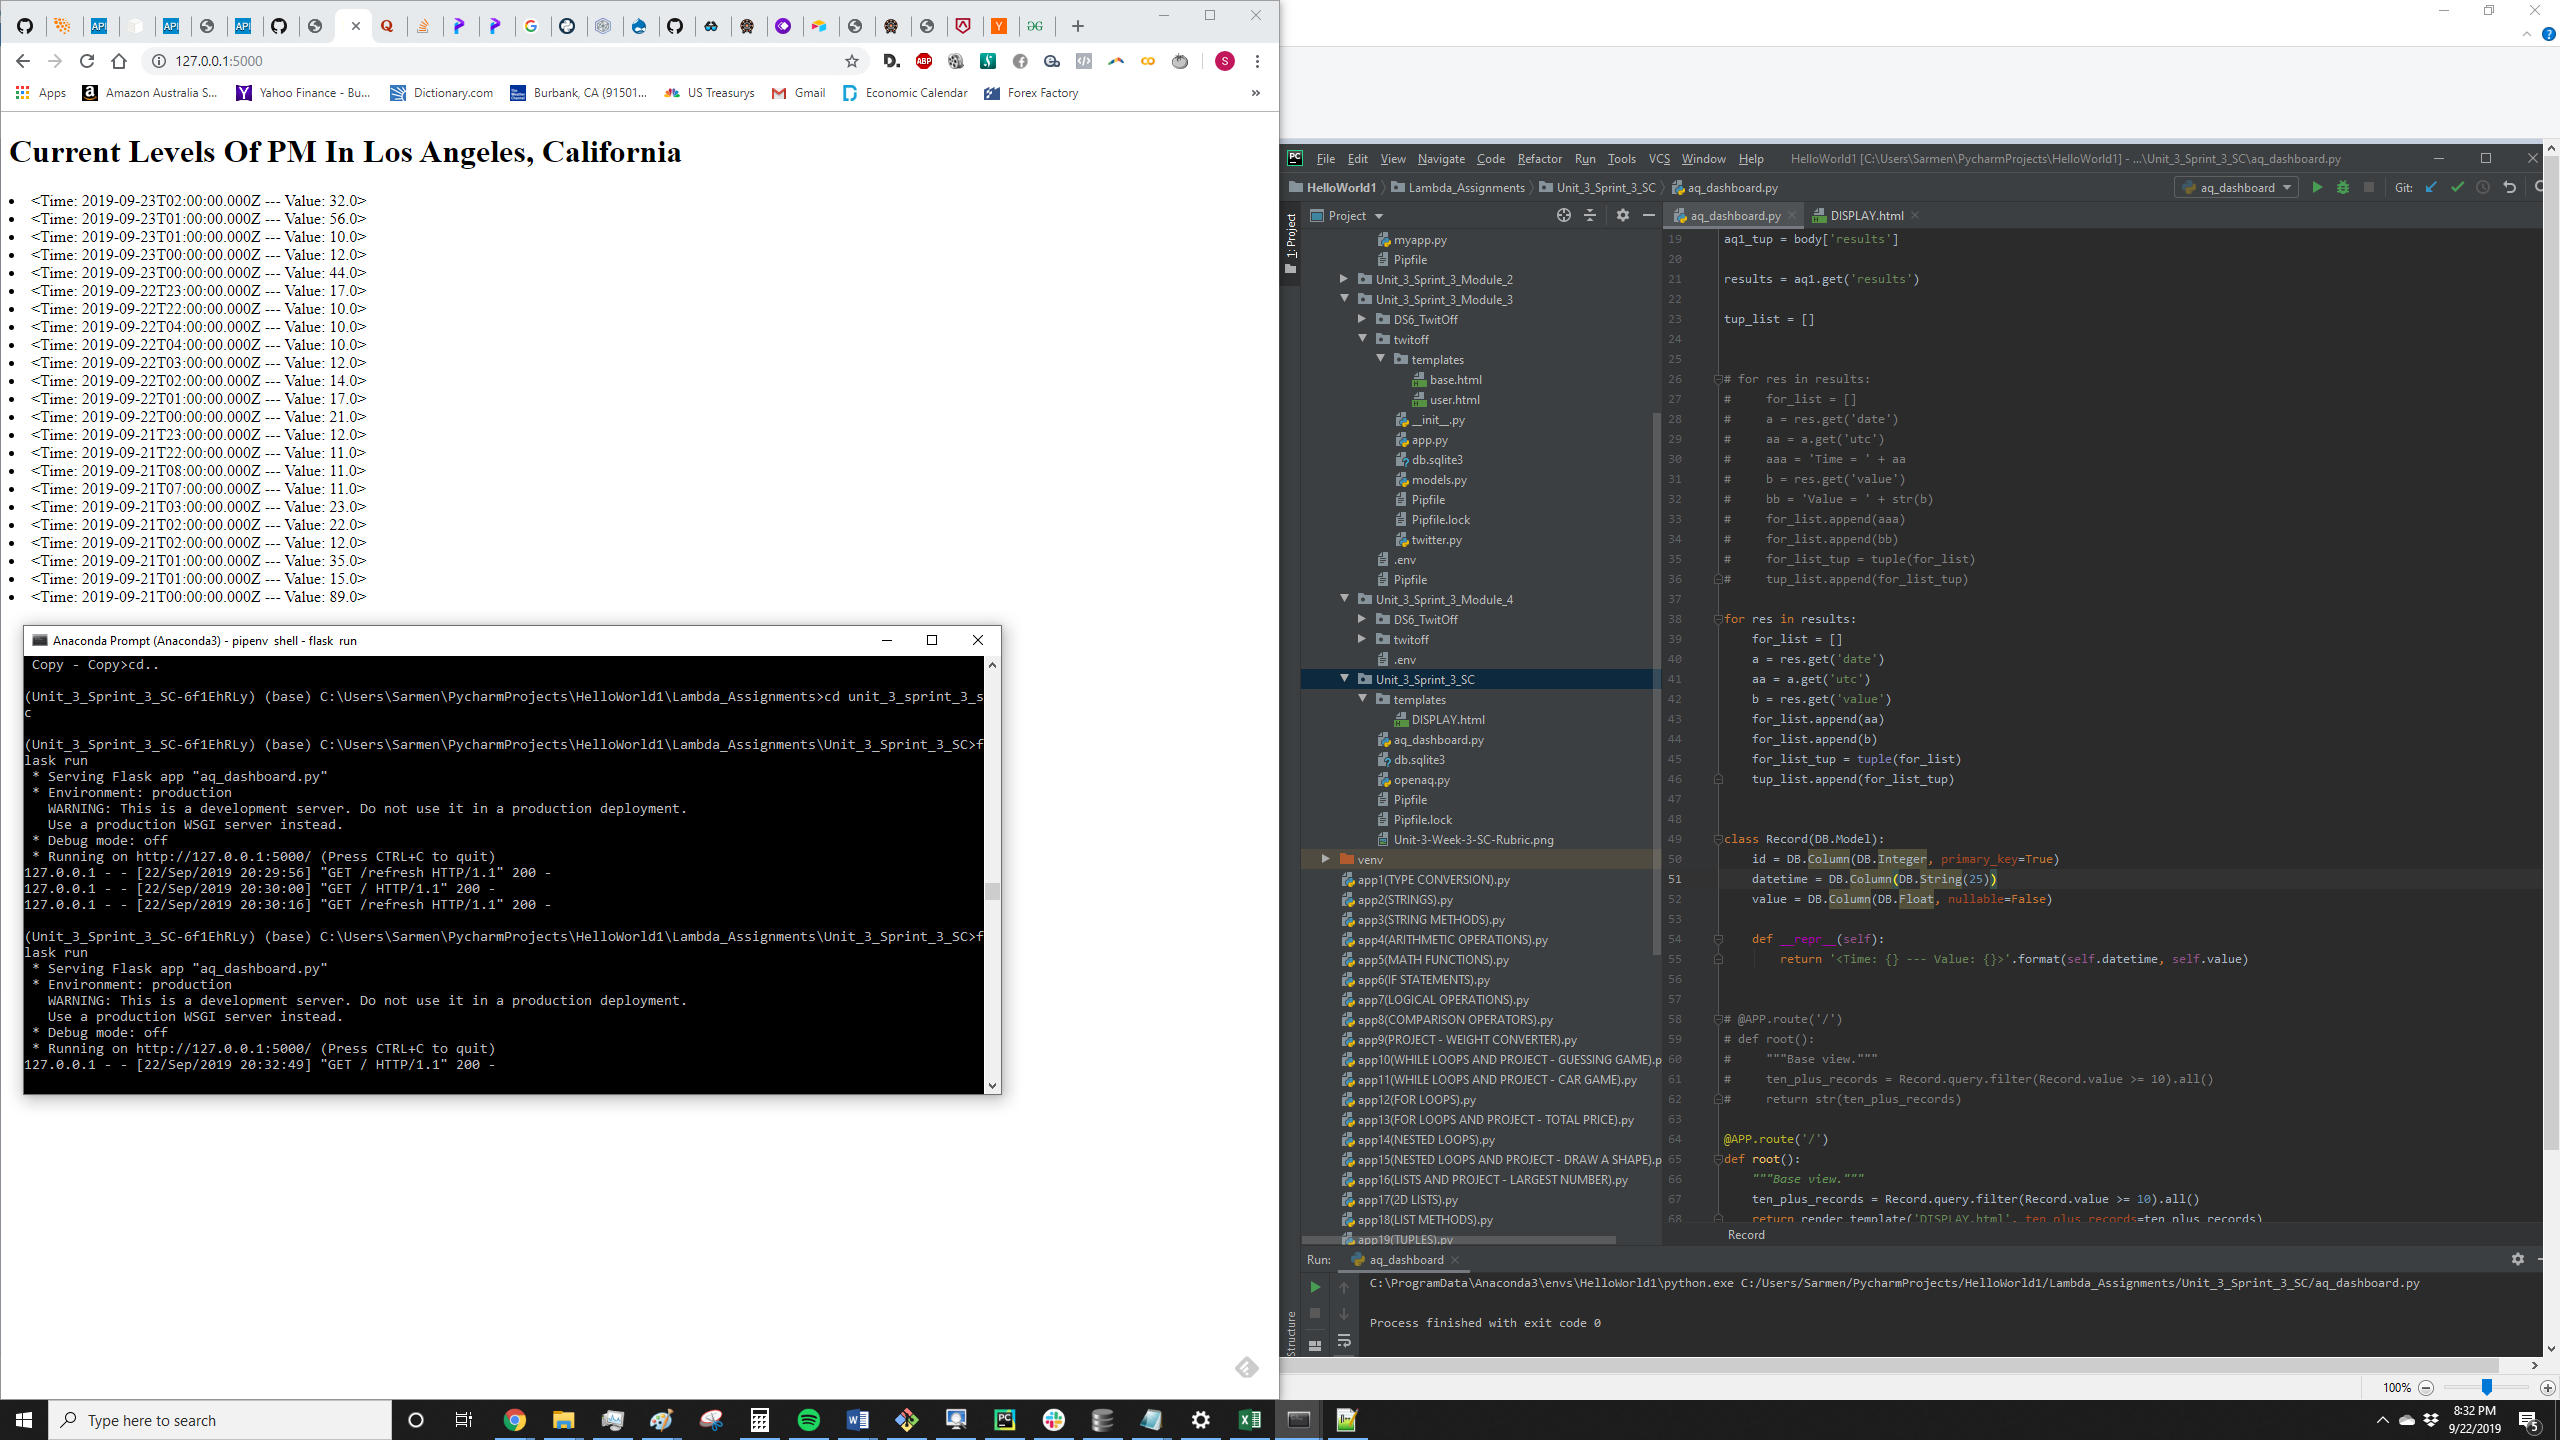 127.0.0.1:5000
Apps
Amazon Australia S...
Yahoo Finance - Bu...
Dictionary.com
Burbank, CA (91501...
US Treasurys
Gmail
Economic Calendar
Forex Factory
»
Current Levels Of PM In Los Angeles, California
• <Time: 2019-09-23T02:00:00.000Z --- Value: 32.0>
• <Time: 2019-09-23T01:00:00.000Z --- Value: 56.0>
• <Time: 2019-09-23T01:00:00.000Z --- Value: 10.0>
• <Time: 2019-09-23T00:00:00.000Z --- Value: 12.0>
• <Time: 2019-09-23T00:00:00.000Z --- Value: 44.0>
• <Time: 2019-09-22T23:00:00.000Z --- Value: 17.0>
• <Time: 2019-09-22T22:00:00.000Z --- Value: 10.0>
• <Time: 2019-09-22T04:00:00.000Z --- Value: 10.0>
• <Time: 2019-09-22T04:00:00.000Z --- Value: 10.0>
• <Time: 2019-09-22T03:00:00.000Z --- Value: 12.0>
• <Time: 2019-09-22T02:00:00.000Z --- Value: 14.0>
• <Time: 2019-09-22T01:00:00.000Z --- Value: 17.0>
• <Time: 2019-09-22T00:00:00.000Z --- Value: 21.0>
• <Time: 2019-09-21T23:00:00.000Z --- Value: 12.0>
• <Time: 2019-09-21T22:00:00.000Z --- Value: 11.0>
• <Time: 2019-09-21T08:00:00.000Z --- Value: 11.0>
• <Time: 2019-09-21T07:00:00.000Z --- Value: 11.0>
• <Time: 2019-09-21T03:00:00.000Z --- Value: 23.0>
• <Time: 2019-09-21T02:00:00.000Z --- Value: 22.0>
• <Time: 2019-09-21T02:00:00.000Z --- Value: 12.0>
• <Time: 2019-09-21T01:00:00.000Z --- Value: 35.0>
• <Time: 2019-09-21T01:00:00.000Z --- Value: 15.0>
• <Time: 2019-09-21T00:00:00.000Z --- Value: 89.0>
Anaconda Prompt (Anaconda3) - pipenv shell - flask run
Copy - Copy>cd..
(Unit_3_Sprint_3_SC-6f1EhRLy) (base) C:\Users\Sarmen\PycharmProjects\HelloWorld1\Lambda_Assignments>cd unit_3_sprint_3_s
c
(Unit_3_Sprint_3_SC-6f1EhRLy) (base) C:\Users\Sarmen\PycharmProjects\HelloWorld1\Lambda_Assignments\Unit_3_Sprint_3_SC>f
lask run
* Serving Flask app "aq_dashboard.py"
* Environment: production
WARNING: This is a development server. Do not use it in a production deployment.
Use a production WSGI server instead.
* Debug mode: off
* Running on http://127.0.0.1:5000/ (Press CTRL+C to quit)
127.0.0.1 - - [22/Sep/2019 20:29:56] "GET /refresh HTTP/1.1" 200 -
127.0.0.1 - - [22/Sep/2019 20:30:00] "GET / HTTP/1.1" 200 -
127.0.0.1 - - [22/Sep/2019 20:30:16] "GET /refresh HTTP/1.1" 200 -
(Unit_3_Sprint_3_SC-6f1EhRLy) (base) C:\Users\Sarmen\PycharmProjects\HelloWorld1\Lambda_Assignments\Unit_3_Sprint_3_SC>f
lask run
* Serving Flask app "aq_dashboard.py"
* Environment: production
WARNING: This is a development server. Do not use it in a production deployment.
Use a production WSGI server instead.
* Debug mode: off
* Running on http://127.0.0.1:5000/ (Press CTRL+C to quit)
127.0.0.1 - - [22/Sep/2019 20:32:49] "GET / HTTP/1.1" 200 -
File Edit View Navigate Code Refactor Run Tools VCS Window Help
HelloWorld1 [C:\Users\Sarmen\PycharmProjects\HelloWorld1] - ...\Unit_3_Sprint_3_SC\aq_dashboard.py
HelloWorld1 Lambda_Assignments Unit_3_Sprint_3_SC aq_dashboard.py
aq_dashboard
Git:
1: Project
Project
myapp.py
Pipfile
Unit_3_Sprint_3_Module_2
Unit_3_Sprint_3_Module_3
DS6_TwitOff
twitoff
templates
base.html
user.html
__init__.py
app.py
db.sqlite3
models.py
Pipfile
Pipfile.lock
twitter.py
.env
Pipfile
Unit_3_Sprint_3_Module_4
DS6_TwitOff
twitoff
.env
Unit_3_Sprint_3_SC
templates
DISPLAY.html
aq_dashboard.py
db.sqlite3
openaq.py
Pipfile
Pipfile.lock
Unit-3-Week-3-SC-Rubric.png
venv
app1(TYPE CONVERSION).py
app2(STRINGS).py
app3(STRING METHODS).py
app4(ARITHMETIC OPERATIONS).py
app5(MATH FUNCTIONS).py
app6(IF STATEMENTS).py
app7(LOGICAL OPERATIONS).py
app8(COMPARISON OPERATORS).py
app9(PROJECT - WEIGHT CONVERTER).py
app10(WHILE LOOPS AND PROJECT - GUESSING GAME).p
app11(WHILE LOOPS AND PROJECT - CAR GAME).py
app12(FOR LOOPS).py
app13(FOR LOOPS AND PROJECT - TOTAL PRICE).py
app14(NESTED LOOPS).py
app15(NESTED LOOPS AND PROJECT - DRAW A SHAPE).p
app16(LISTS AND PROJECT - LARGEST NUMBER).py
app17(2D LISTS).py
app18(LIST METHODS).py
app19(TUPLES).py
aq_dashboard.py
DISPLAY.html
19 aq1_tup = body['results']
20
21 results = aq1.get('results')
22
23 tup_list = []
24
25
26 # for res in results:
27 #     for_list = []
28 #     a = res.get('date')
29 #     aa = a.get('utc')
30 #     aaa = 'Time = ' + aa
31 #     b = res.get('value')
32 #     bb = 'Value = ' + str(b)
33 #     for_list.append(aaa)
34 #     for_list.append(bb)
35 #     for_list_tup = tuple(for_list)
36 #     tup_list.append(for_list_tup)
37
38 for res in results:
39     for_list = []
40     a = res.get('date')
41     aa = a.get('utc')
42     b = res.get('value')
43     for_list.append(aa)
44     for_list.append(b)
45     for_list_tup = tuple(for_list)
46     tup_list.append(for_list_tup)
47
48
49 class Record(DB.Model):
50     id = DB.Column(DB.Integer, primary_key=True)
51     datetime = DB.Column(DB.String(25))
52     value = DB.Column(DB.Float, nullable=False)
53
54     def __repr__(self):
55         return '<Time: {} --- Value: {}>'.format(self.datetime, self.value)
56
57
58 # @APP.route('/')
59 # def root():
60 #     """Base view."""
61 #     ten_plus_records = Record.query.filter(Record.value >= 10).all()
62 #     return str(ten_plus_records)
63
64 @APP.route('/')
65 def root():
66     """Base view."""
67     ten_plus_records = Record.query.filter(Record.value >= 10).all()
68     return render_template('DISPLAY.html', ten_plus_records=ten_plus_records)
Record
Run: aq_dashboard
C:\ProgramData\Anaconda3\envs\HelloWorld1\python.exe C:/Users/Sarmen/PycharmProjects/HelloWorld1/Lambda_Assignments/Unit_3_Sprint_3_SC/aq_dashboard.py
Process finished with exit code 0
Structure
100%
Type here to search
8:32 PM
9/22/2019
5